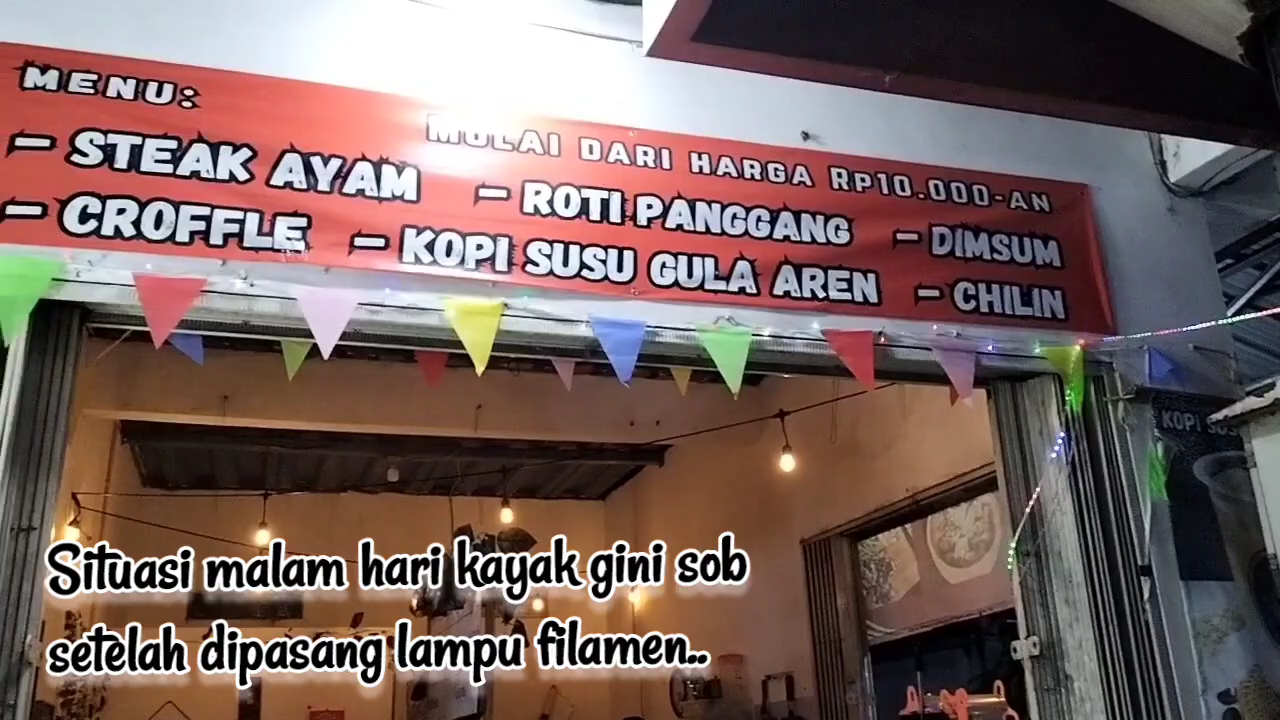 MENU:
MULAI DARI HARGA Rp10.000-AN
- STEAK AYAM - ROTI PANGGANG - DIMSUM
- CROFFLE - KOPI SUSU GULA AREN - CHILIN
KOPI
Situasi malam hari kayak gini sob
setelah dipasang lampu filamen..